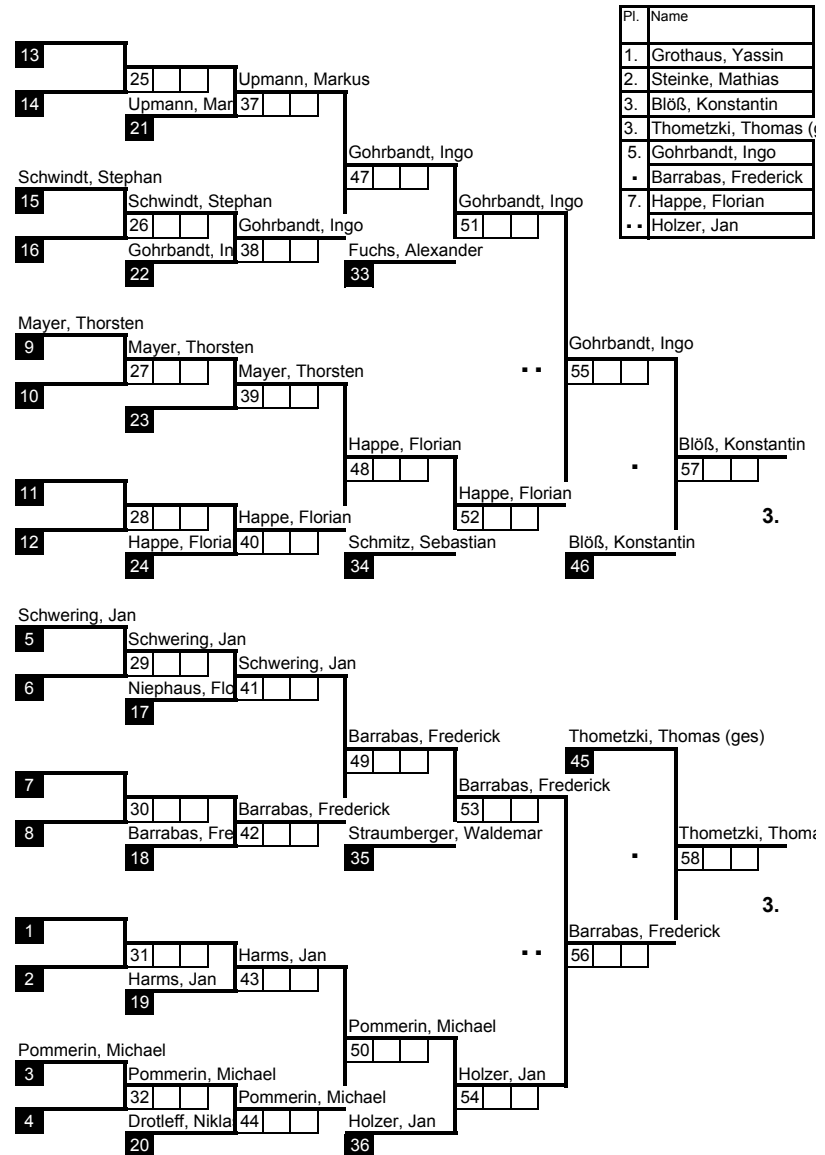 Pl. Name
1. Grothaus, Yassin
2. Steinke, Mathias
3. Blöß, Konstantin
3. Thometzki, Thomas (g
5. Gohrbandt, Ingo
. Barrabas, Frederick
7. Happe, Florian
.. Holzer, Jan
13
25 Upmann, Markus
14 Upmann, Mar 37
21
Gohrbandt, Ingo
47
Schwindt, Stephan
15 Schwindt, Stephan Gohrbandt, Ingo
26 Gohrbandt, Ingo 51
16 Gohrbandt, In 38 Fuchs, Alexander
22 33
Mayer, Thorsten
9 Mayer, Thorsten Gohrbandt, Ingo
27 Mayer, Thorsten .. 55
10 39
23
Happe, Florian Blöß, Konstantin
48 . 57
11 Happe, Florian
28 Happe, Florian 52 3.
12 Happe, Floria 40 Schmitz, Sebastian Blöß, Konstantin
24 34 46
Schwering, Jan
5 Schwering, Jan
29 Schwering, Jan
6 Niephaus, Flo 41
17
Barrabas, Frederick Thometzki, Thomas (ges)
49 45
7 Barrabas, Frederick
30 Barrabas, Frederick 53
8 Barrabas, Fre 42 Straumberger, Waldemar Thometzki, Thoma
18 35 . 58
3.
1 Barrabas, Frederick
31 Harms, Jan .. 56
2 Harms, Jan 43
19
Pommerin, Michael
50
Pommerin, Michael
3 Pommerin, Michael Holzer, Jan
32 Pommerin, Michael 54
4 Drotleff, Nikla 44 Holzer, Jan
20 36